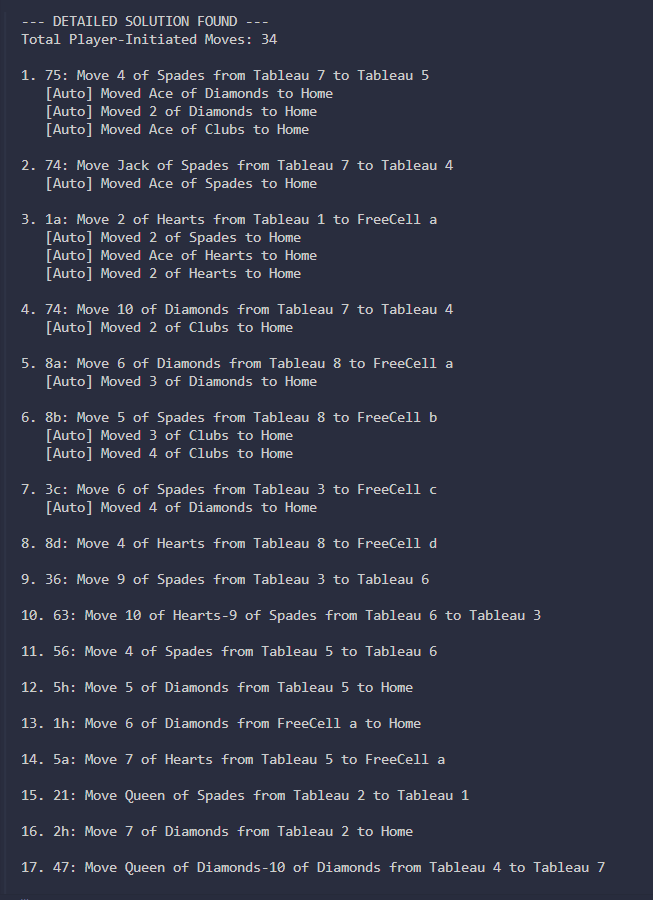 --- DETAILED SOLUTION FOUND ---
Total Player-Initiated Moves: 34
1. 75: Move 4 of Spades from Tableau 7 to Tableau 5
[Auto] Moved Ace of Diamonds to Home
[Auto] Moved 2 of Diamonds to Home
[Auto] Moved Ace of Clubs to Home
2. 74: Move Jack of Spades from Tableau 7 to Tableau 4
[Auto] Moved Ace of Spades to Home
3. 1a: Move 2 of Hearts from Tableau 1 to FreeCell a
[Auto] Moved 2 of Spades to Home
[Auto] Moved Ace of Hearts to Home
[Auto] Moved 2 of Hearts to Home
4. 74: Move 10 of Diamonds from Tableau 7 to Tableau 4
[Auto] Moved 2 of Clubs to Home
5. 8a: Move 6 of Diamonds from Tableau 8 to FreeCell a
[Auto] Moved 3 of Diamonds to Home
6. 8b: Move 5 of Spades from Tableau 8 to FreeCell b
[Auto] Moved 3 of Clubs to Home
[Auto] Moved 4 of Clubs to Home
7. 3c: Move 6 of Spades from Tableau 3 to FreeCell c
[Auto] Moved 4 of Diamonds to Home
8. 8d: Move 4 of Hearts from Tableau 8 to FreeCell d
9. 36: Move 9 of Spades from Tableau 3 to Tableau 6
10. 63: Move 10 of Hearts-9 of Spades from Tableau 6 to Tableau 3
11. 56: Move 4 of Spades from Tableau 5 to Tableau 6
12. 5h: Move 5 of Diamonds from Tableau 5 to Home
13. 1h: Move 6 of Diamonds from FreeCell a to Home
14. 5a: Move 7 of Hearts from Tableau 5 to FreeCell a
15. 21: Move Queen of Spades from Tableau 2 to Tableau 1
16. 2h: Move 7 of Diamonds from Tableau 2 to Home
17. 47: Move Queen of Diamonds-10 of Diamonds from Tableau 4 to Tableau 7